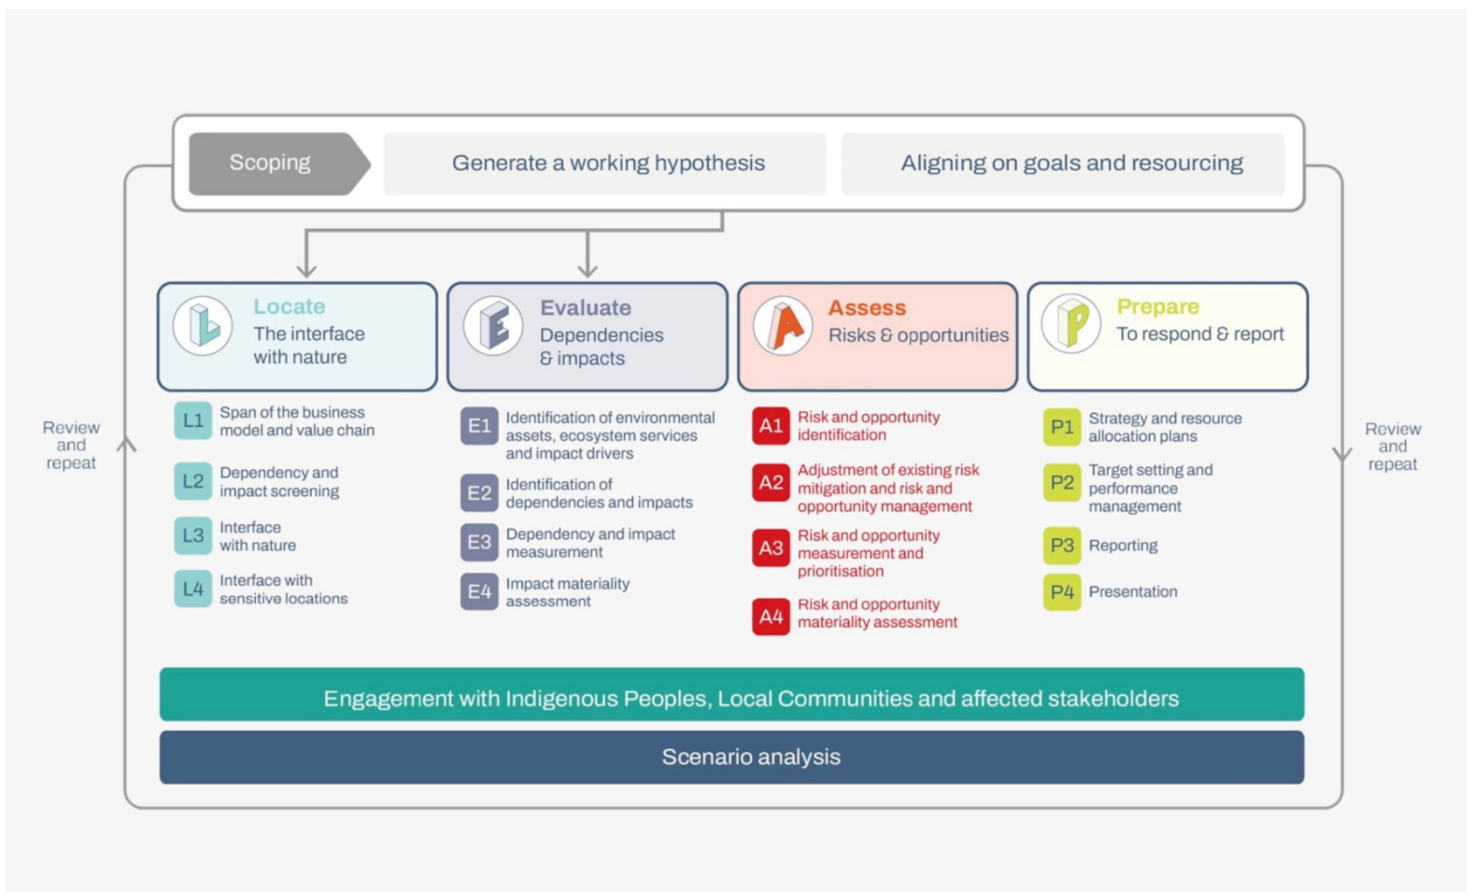 Scoping
Generate a working hypothesis
Aligning on goals and resourcing
L
Locate
The interface
with nature
E
Evaluate
Dependencies
& impacts
A
Assess
Risks & opportunities
P
Prepare
To respond & report
L1
Span of the business
model and value chain
L2
Dependency and
impact screening
L3
Interface
with nature
L4
Interface with
sensitive locations
E1
Identification of environmental
assets, ecosystem services
and impact drivers
E2
Identification of
dependencies and impacts
E3
Dependency and impact
measurement
E4
Impact materiality
assessment
A1
Risk and opportunity
identification
A2
Adjustment of existing risk
mitigation and risk and
opportunity management
A3
Risk and opportunity
measurement and
prioritisation
A4
Risk and opportunity
materiality assessment
P1
Strategy and resource
allocation plans
P2
Target setting and
performance
management
P3
Reporting
P4
Presentation
Review
and
repeat
Review
and
repeat
Engagement with Indigenous Peoples, Local Communities and affected stakeholders
Scenario analysis